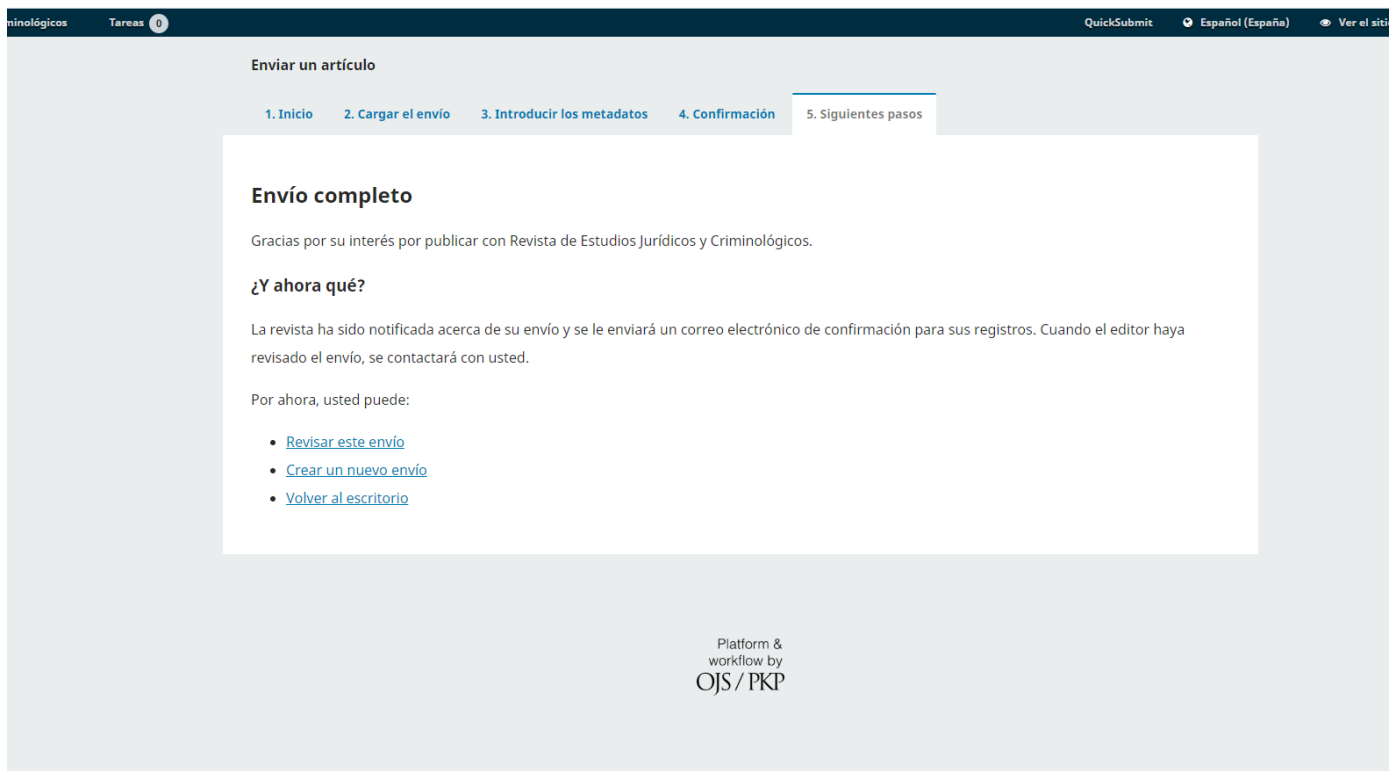 Tareas 0 QuickSubmit Español (España) Ver el
Enviar un artículo
1. Inicio 2. Cargar el envío 3. Introducir los metadatos 4. Confirmación 5. Siguientes pasos
Envío completo
Gracias por su interés por publicar con Revista de Estudios Jurídicos y Criminológicos.
¿Y ahora qué?
La revista ha sido notificada acerca de su envío y se le enviará un correo electrónico de confirmación para sus registros. Cuando el editor haya
revisado el envío, se contactará con usted.
Por ahora, usted puede:
Revisar este envío
Crear un nuevo envío
Volver al escritorio
Platform &
workflow by
OJS / PKP